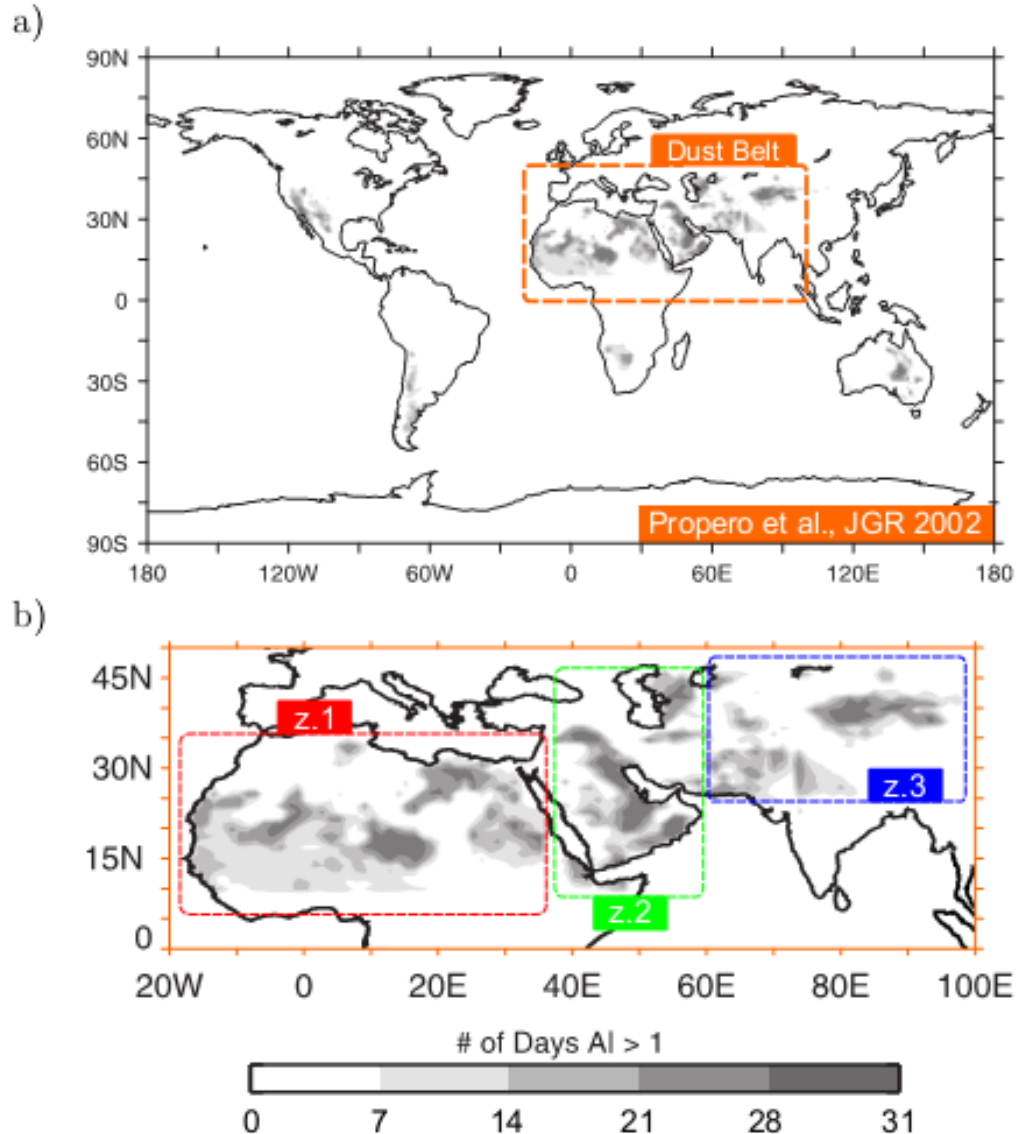 a)
90N
60N
Dust Belt
30N
0
30S
60S
Propero et al., JGR 2002
90S
180 120W 60W 0 60E 120E 180
b)
45N
z.1
30N
z.3
15N
z.2
0
20W 0 20E 40E 60E 80E 100E
# of Days AI > 1
0 7 14 21 28 31